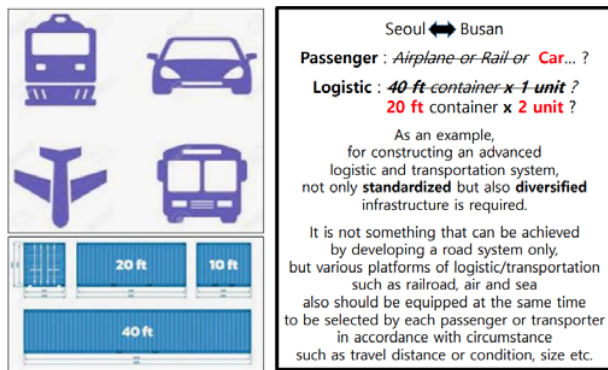 20 ft
10 ft
40 ft
Seoul ⬌ Busan
Passenger : Airplane or Rail or Car... ?
Logistic : 40 ft container x 1 unit ?
20 ft container x 2 unit ?
As an example,
for constructing an advanced
logistic and transportation system,
not only standardized but also diversified
infrastructure is required.
It is not something that can be achieved
by developing a road system only,
but various platforms of logistic/transportation
such as railroad, air and sea
also should be equipped at the same time
to be selected by each passenger or transporter
in accordance with circumstance
such as travel distance or condition, size etc.